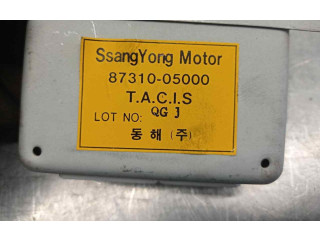 SsangYong Motor
87310-05000
T.A.C.I.S
LOT NO: QG J
동해 (주)